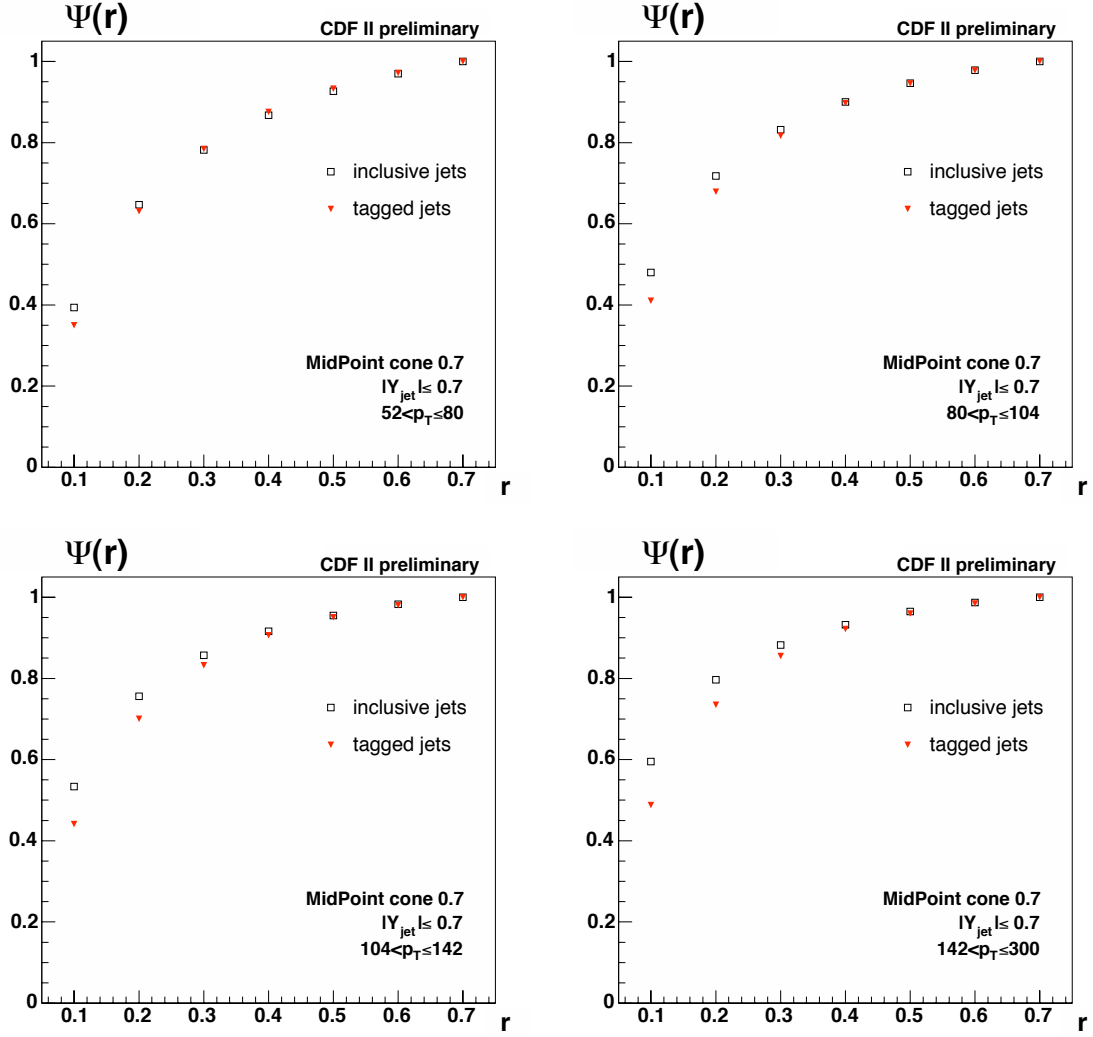 Ψ(r)
CDF II preliminary
1
0.8
0.6
0.4
0.2
0
inclusive jets
tagged jets
MidPoint cone 0.7
|Y_jet|≤ 0.7
52<p_T≤80
0.1 0.2 0.3 0.4 0.5 0.6 0.7
r
Ψ(r)
CDF II preliminary
1
0.8
0.6
0.4
0.2
0
inclusive jets
tagged jets
MidPoint cone 0.7
|Y_jet|≤ 0.7
80<p_T≤104
0.1 0.2 0.3 0.4 0.5 0.6 0.7
r
Ψ(r)
CDF II preliminary
1
0.8
0.6
0.4
0.2
0
inclusive jets
tagged jets
MidPoint cone 0.7
|Y_jet|≤ 0.7
104<p_T≤142
0.1 0.2 0.3 0.4 0.5 0.6 0.7
r
Ψ(r)
CDF II preliminary
1
0.8
0.6
0.4
0.2
0
inclusive jets
tagged jets
MidPoint cone 0.7
|Y_jet|≤ 0.7
142<p_T≤300
0.1 0.2 0.3 0.4 0.5 0.6 0.7
r